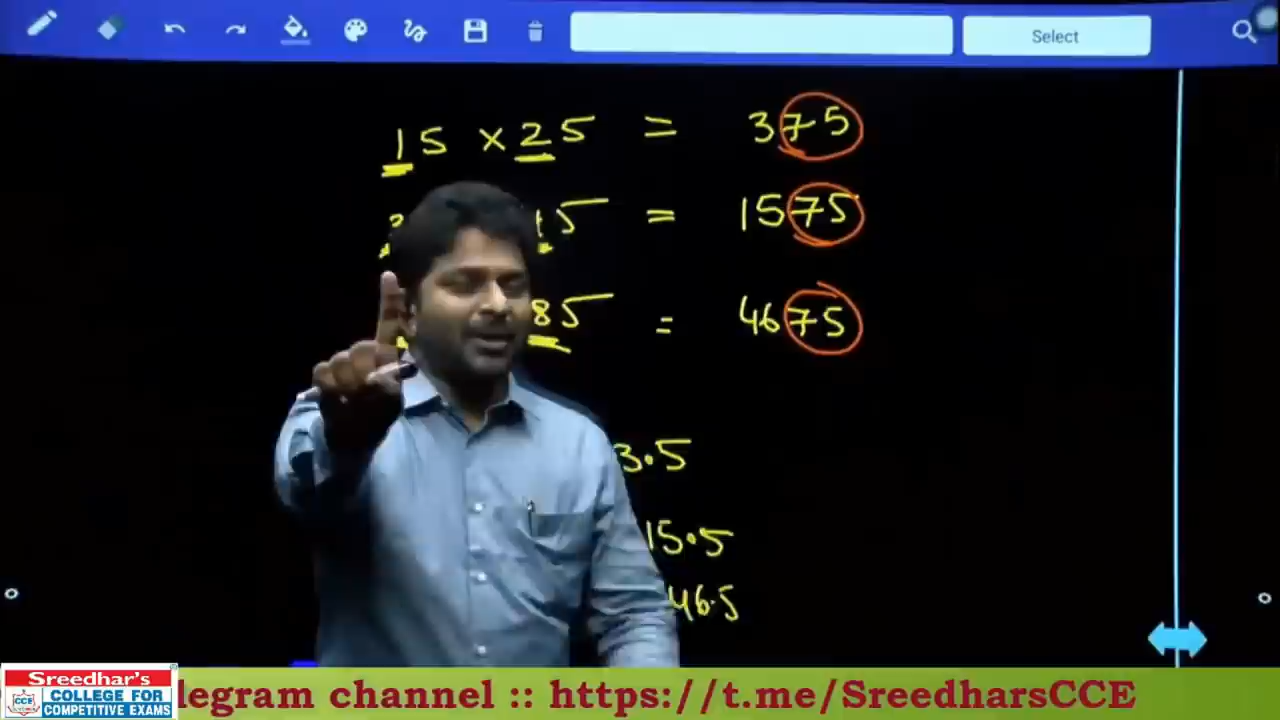 Select
15 × 25 = 375
15 = 1575
85 = 4675
3.5
15.5
46.5
Sreedhar's
CCE
COLLEGE FOR
COMPETITIVE EXAMS
legram channel :: https://t.me/SreedharsCCE